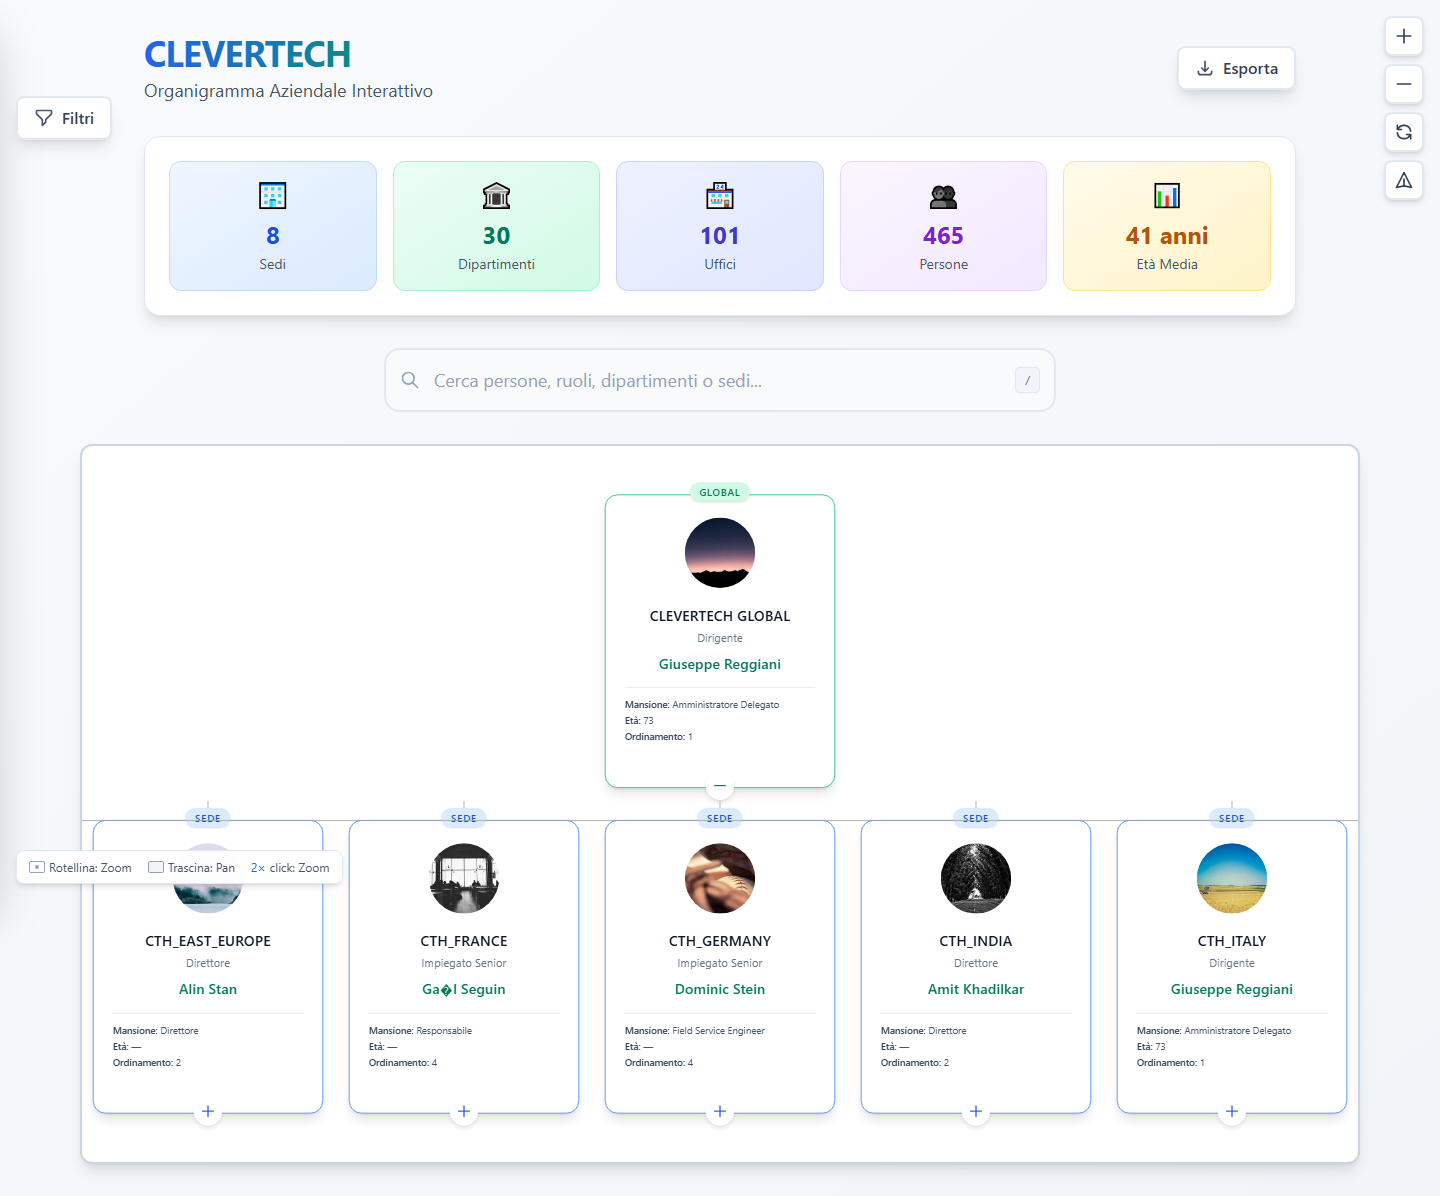 CLEVERTECH
Organigramma Aziendale Interattivo
Esporta
Filtri
8
Sedi
30
Dipartimenti
101
Uffici
465
Persone
41 anni
Età Media
Cerca persone, ruoli, dipartimenti o sedi...
/
GLOBAL
CLEVERTECH GLOBAL
Dirigente
Giuseppe Reggiani
Mansione: Amministratore Delegato
Età: 73
Ordinamento: 1
Rotellina: Zoom Trascina: Pan 2× click: Zoom
SEDE
CTH_EAST_EUROPE
Direttore
Alin Stan
Mansione: Direttore
Età: —
Ordinamento: 2
SEDE
CTH_FRANCE
Impiegato Senior
Ga�l Seguin
Mansione: Responsabile
Età: —
Ordinamento: 4
SEDE
CTH_GERMANY
Impiegato Senior
Dominic Stein
Mansione: Field Service Engineer
Età: —
Ordinamento: 4
SEDE
CTH_INDIA
Direttore
Amit Khadilkar
Mansione: Direttore
Età: —
Ordinamento: 2
SEDE
CTH_ITALY
Dirigente
Giuseppe Reggiani
Mansione: Amministratore Delegato
Età: 73
Ordinamento: 1